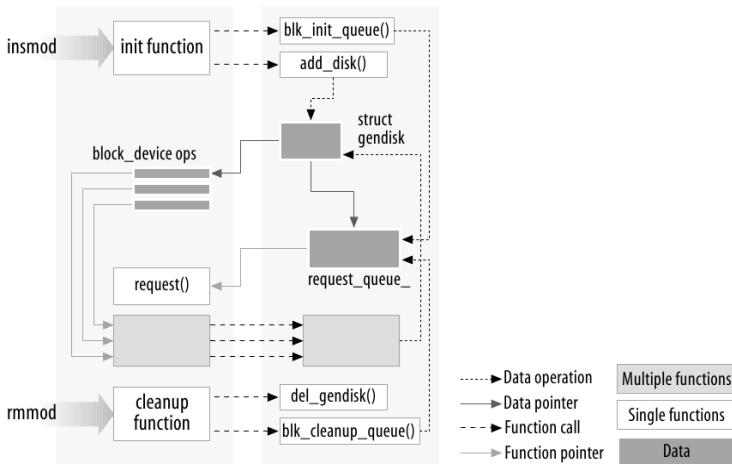 blk_init_queue()
insmod
init function
add_disk()
struct
gendisk
block_device ops
request()
request_queue_
Data operation
Multiple functions
Data pointer
del_gendisk()
rmmod
cleanup
function
Single functions
Function call
blk_cleanup_queue()
Function pointer
Data